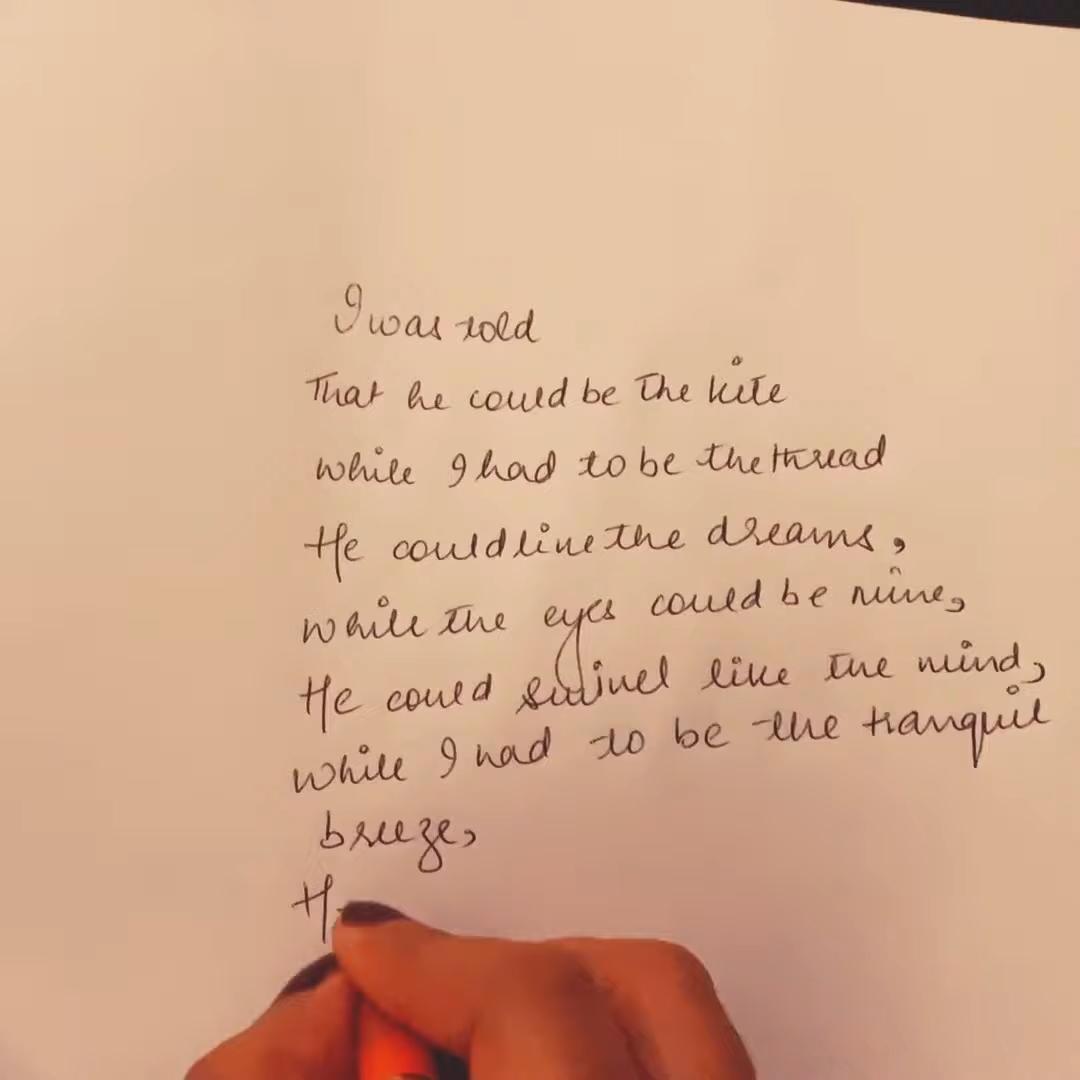 I was told
That he could be the kite
while I had to be the thread
He could live the dreams,
while the eyes could be mine,
He could swivel like the wind,
while I had to be the tranquil
breeze,
H